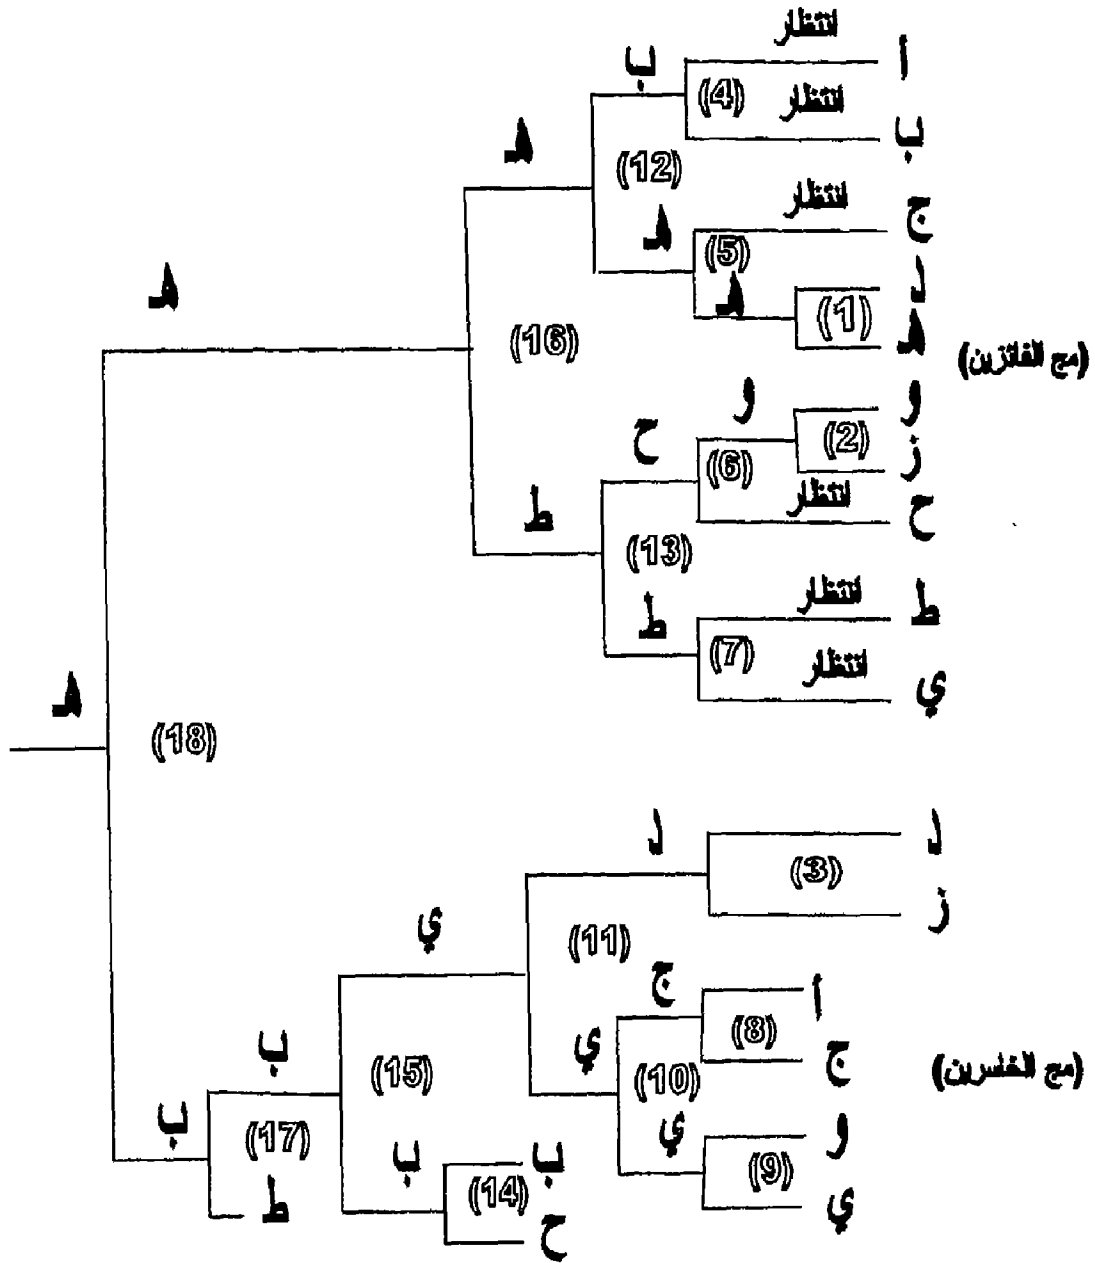 انتظار
أ
ب
(4)
انتظار
ب
هـ
(12)
انتظار
ج
هـ
(5)
د
هـ
(1)
هـ
هـ
(16)
(مج الفائزين)
و
و
ح
(2)
ز
(6)
انتظار
ح
ط
(13)
انتظار
ط
ط
(7)
انتظار
ي
هـ
(18)
د
د
(3)
ز
ي
(11)
ج
أ
(8)
ج
ي
(مج الخاسرين)
ب
(15)
(10)
و
ي
(9)
ي
ب
(17)
ط
ب
ب
(14)
ح